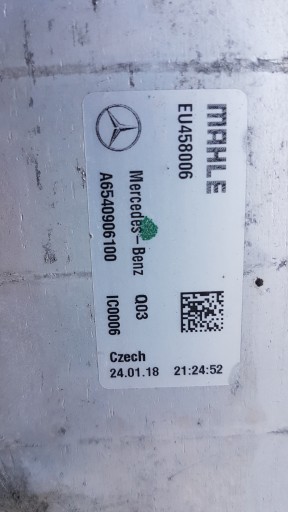 MAHLE
EU458006
Mercedes-Benz Q03
A6540906100 IC0006
Czech
24.01.18 21:24:52